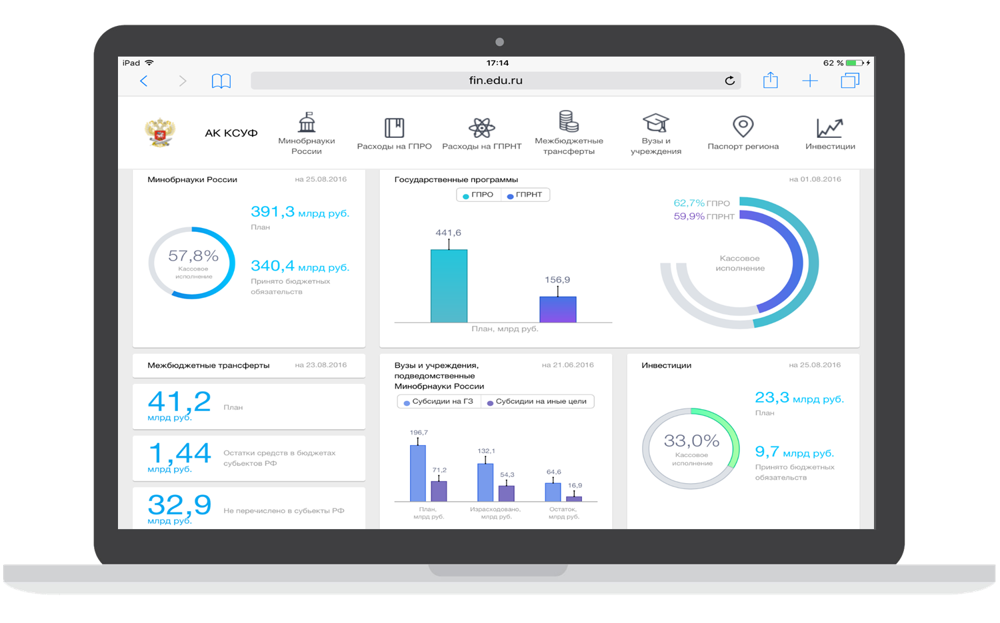 iPad
17:14
62 %
fin.edu.ru
АК КСУФ
Минобрнауки
России
Расходы на ГПРО
Расходы на ГПРНТ
Межбюджетные
трансферты
Вузы и
учреждения
Паспорт региона
Инвестиции
Минобрнауки России
на 25.08.2016
391,3 млрд руб.
План
57,8%
Кассовое
исполнение
340,4 млрд руб.
Принято бюджетных
обязательств
Государственные программы
на 01.08.2016
ГПРО
ГПРНТ
441,6
156,9
План, млрд руб.
62,7% ГПРО
59,9% ГПРНТ
Кассовое
исполнение
Межбюджетные трансферты
на 23.08.2016
41,2
млрд руб.
План
1,44
млрд руб.
Остатки средств в бюджетах
субъектов РФ
32,9
млрд руб.
Не перечислено в субъекты РФ
Вузы и учреждения,
подведомственные
Минобрнауки России
на 21.06.2016
Субсидии на ГЗ
Субсидии на иные цели
196,7
71,2
132,1
54,3
64,6
16,9
План,
млрд руб.
Израсходовано,
млрд руб.
Остаток,
млрд руб.
Инвестиции
на 25.08.2016
23,3 млрд руб.
План
33,0%
Кассовое
исполнение
9,7 млрд руб.
Принято бюджетных
обязательств